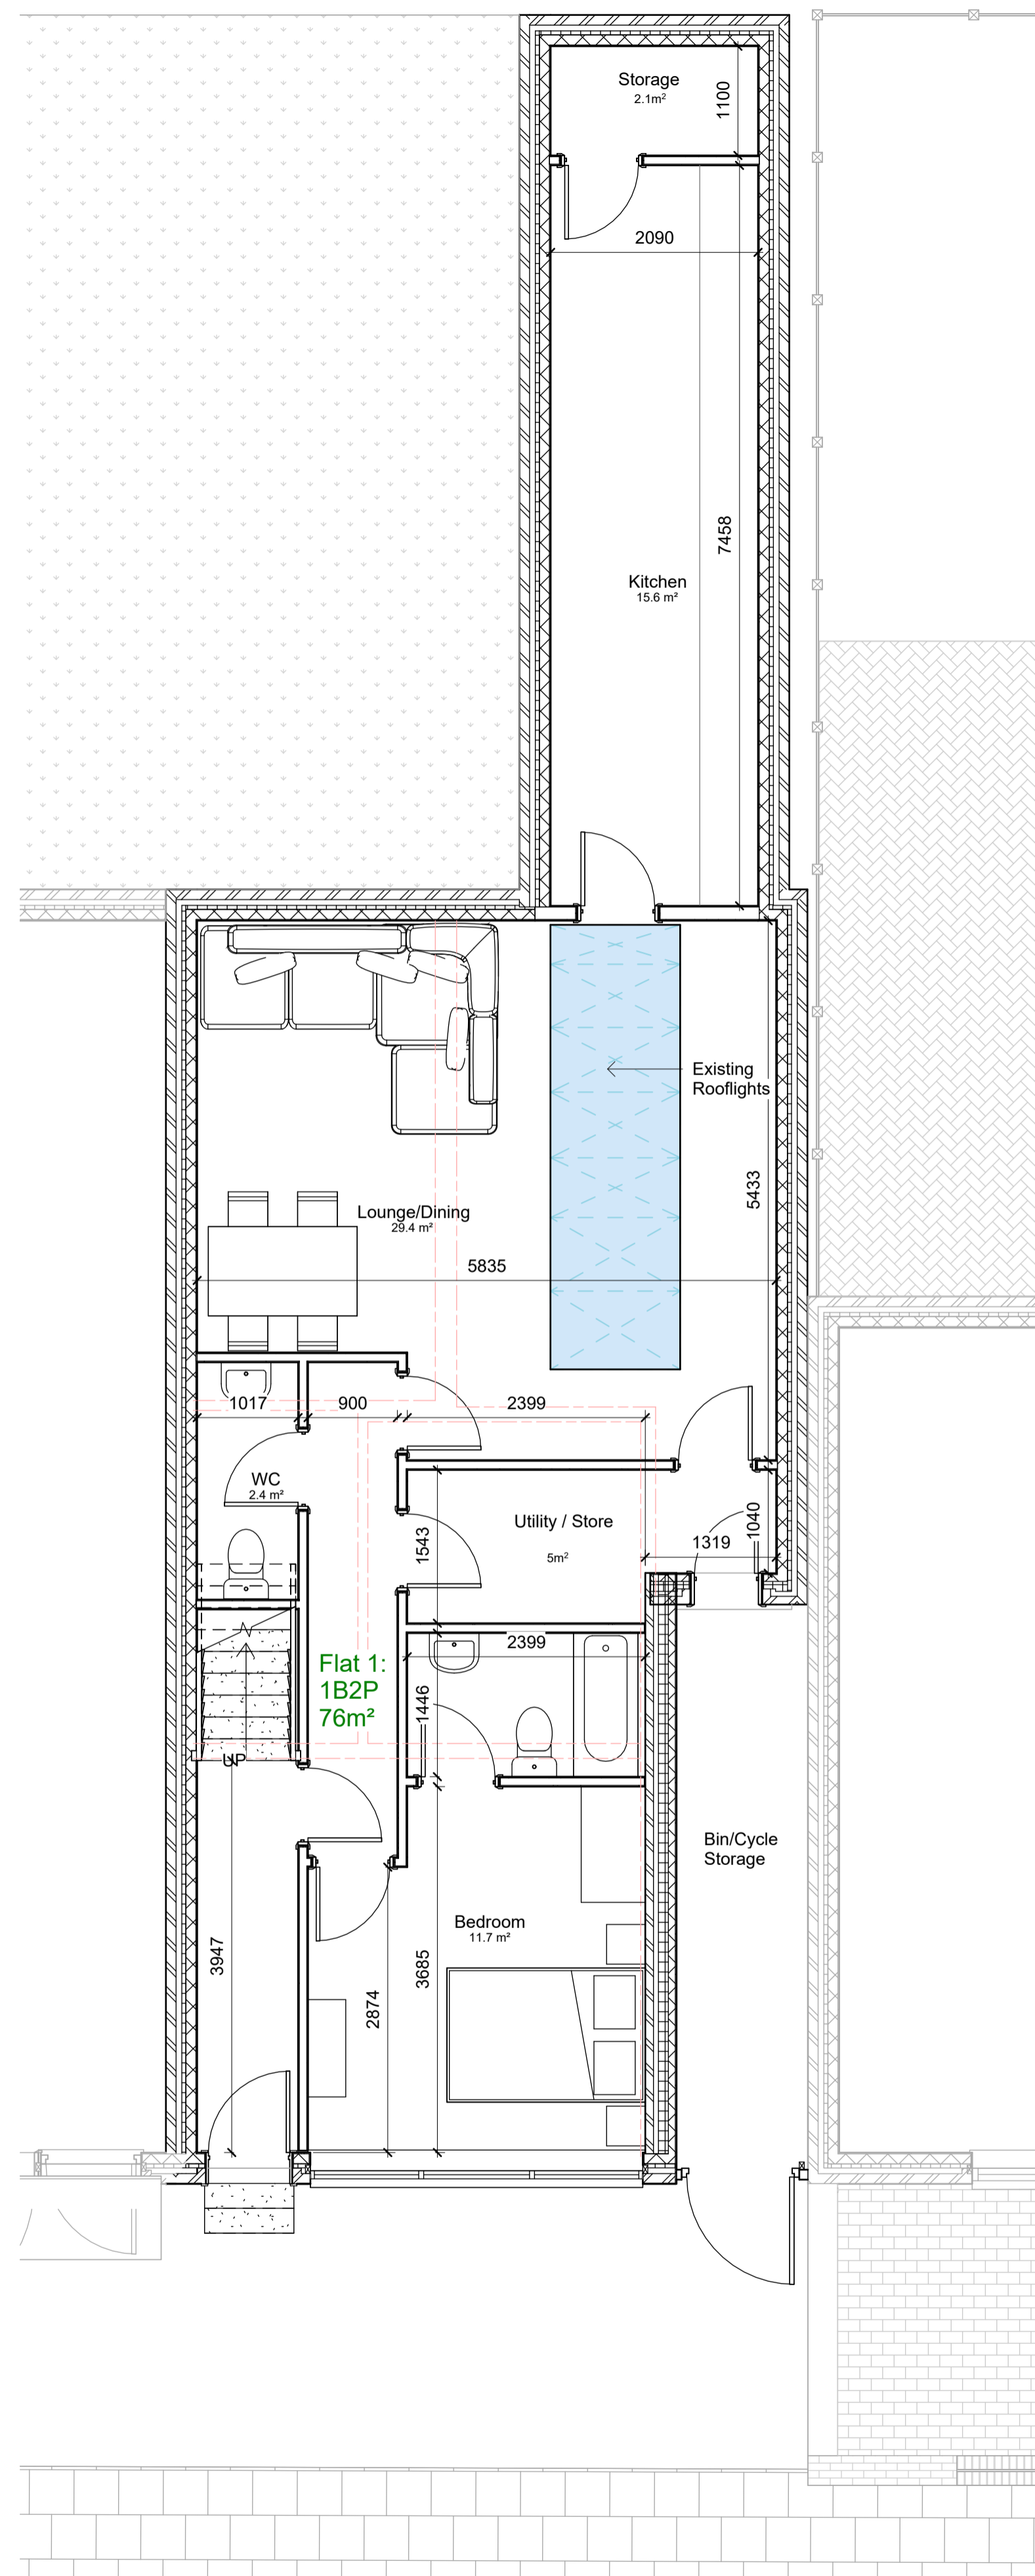 Storage
2.1m²
1100
2090
7458
Kitchen
15.6 m²
Existing
Rooflights
5433
Lounge/Dining
29.4 m²
5835
1017
900
2399
WC
2.4 m²
Utility / Store
5m²
1543
1040
1319
2399
Flat 1:
1B2P
76m²
1446
UP
Bin/Cycle
Storage
Bedroom
11.7 m²
3947
3685
2874